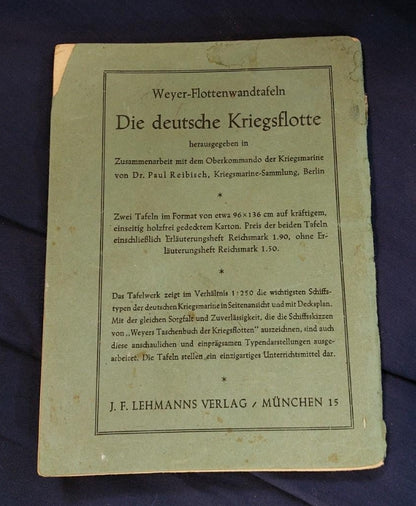 Weyer-Flottenwandtafeln
Die deutsche Kriegsflotte
herausgegeben in
Zusammenarbeit mit dem Oberkommando der Kriegsmarine
von Dr. Paul Reibisch, Kriegsmarine-Sammlung, Berlin
*
Zwei Tafeln im Format von etwa 96×136 cm auf kräftigem,
einseitig holzfrei gedecktem Karton. Preis der beiden Tafeln
einschließlich Erläuterungsheft Reichsmark 1.90, ohne Er-
läuterungsheft Reichsmark 1.50.
*
Das Tafelwerk zeigt im Verhältnis 1:250 die wichtigsten Schiffs-
typen der deutschen Kriegsmarine in Seitenansicht und mit Decksplan.
Mit der gleichen Sorgfalt und Zuverlässigkeit, die die Schiffsskizzen
von „Weyers Taschenbuch der Kriegsflotten" auszeichnen, sind auch
diese anschaulichen und einprägsamen Typendarstellungen ausge-
arbeitet. Die Tafeln stellen ein einzigartiges Unterrichtsmittel dar.
*
J. F. LEHMANNS VERLAG / MÜNCHEN 15